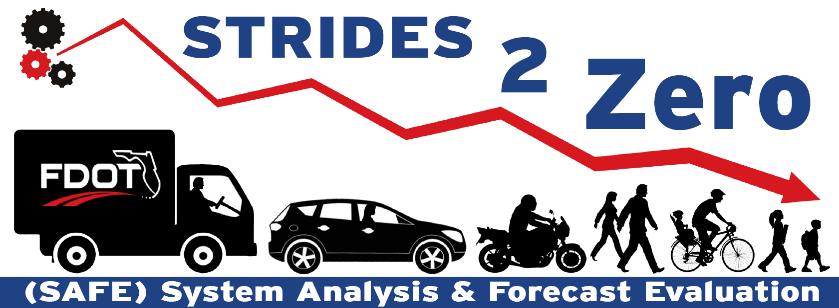 STRIDES
2
Zero
FDOT
(SAFE) System Analysis & Forecast Evaluation